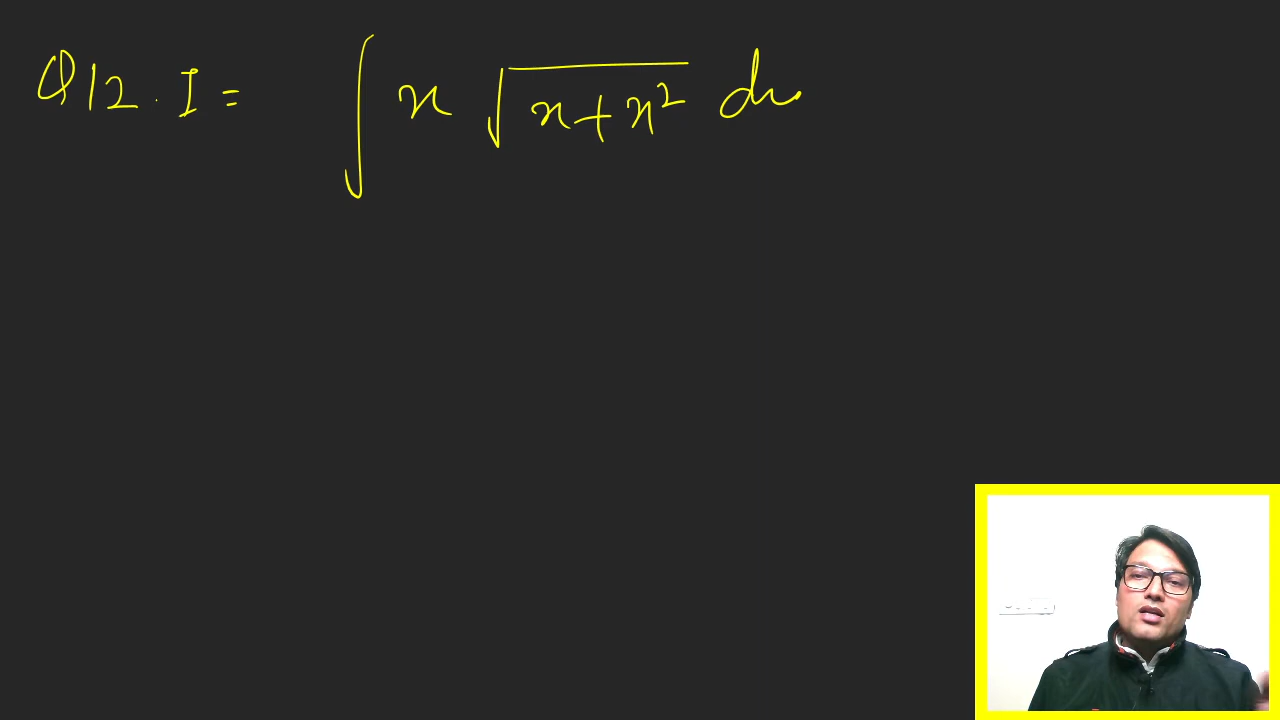 Q12. I = ∫ x √(x+x²) dx